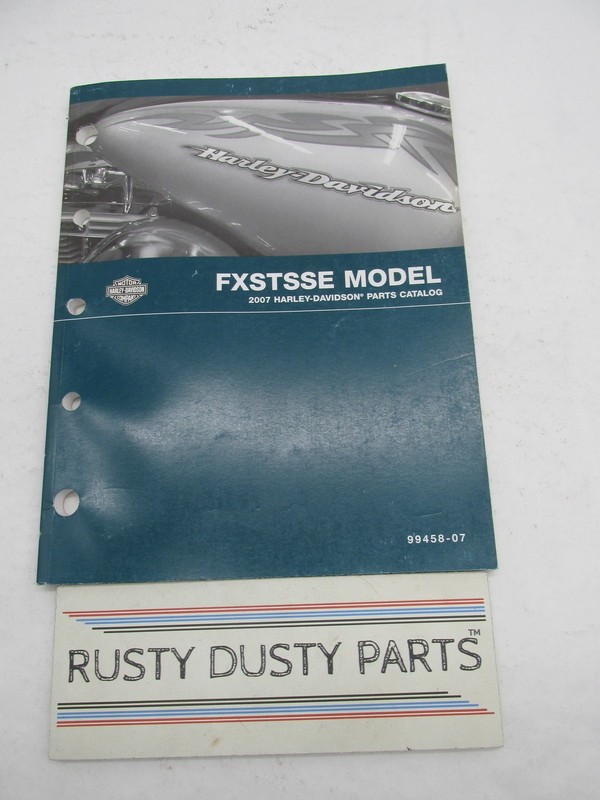 Harley-Davidson
MOTOR
HARLEY-DAVIDSON
COMPANY
FXSTSSE MODEL
2007 HARLEY-DAVIDSON® PARTS CATALOG
99458-07
RUSTY DUSTY PARTS™